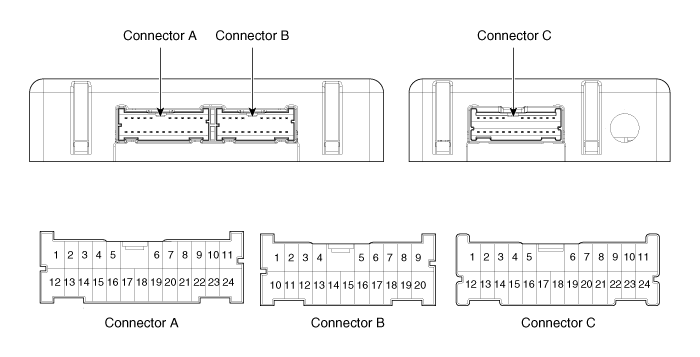 Connector A Connector B Connector C
1 2 3 4 5 6 7 8 9 10 11
12 13 14 15 16 17 18 19 20 21 22 23 24
1 2 3 4 5 6 7 8 9
10 11 12 13 14 15 16 17 18 19 20
1 2 3 4 5 6 7 8 9 10 11
12 13 14 15 16 17 18 20 21 22 23 24
Connector A Connector B Connector C